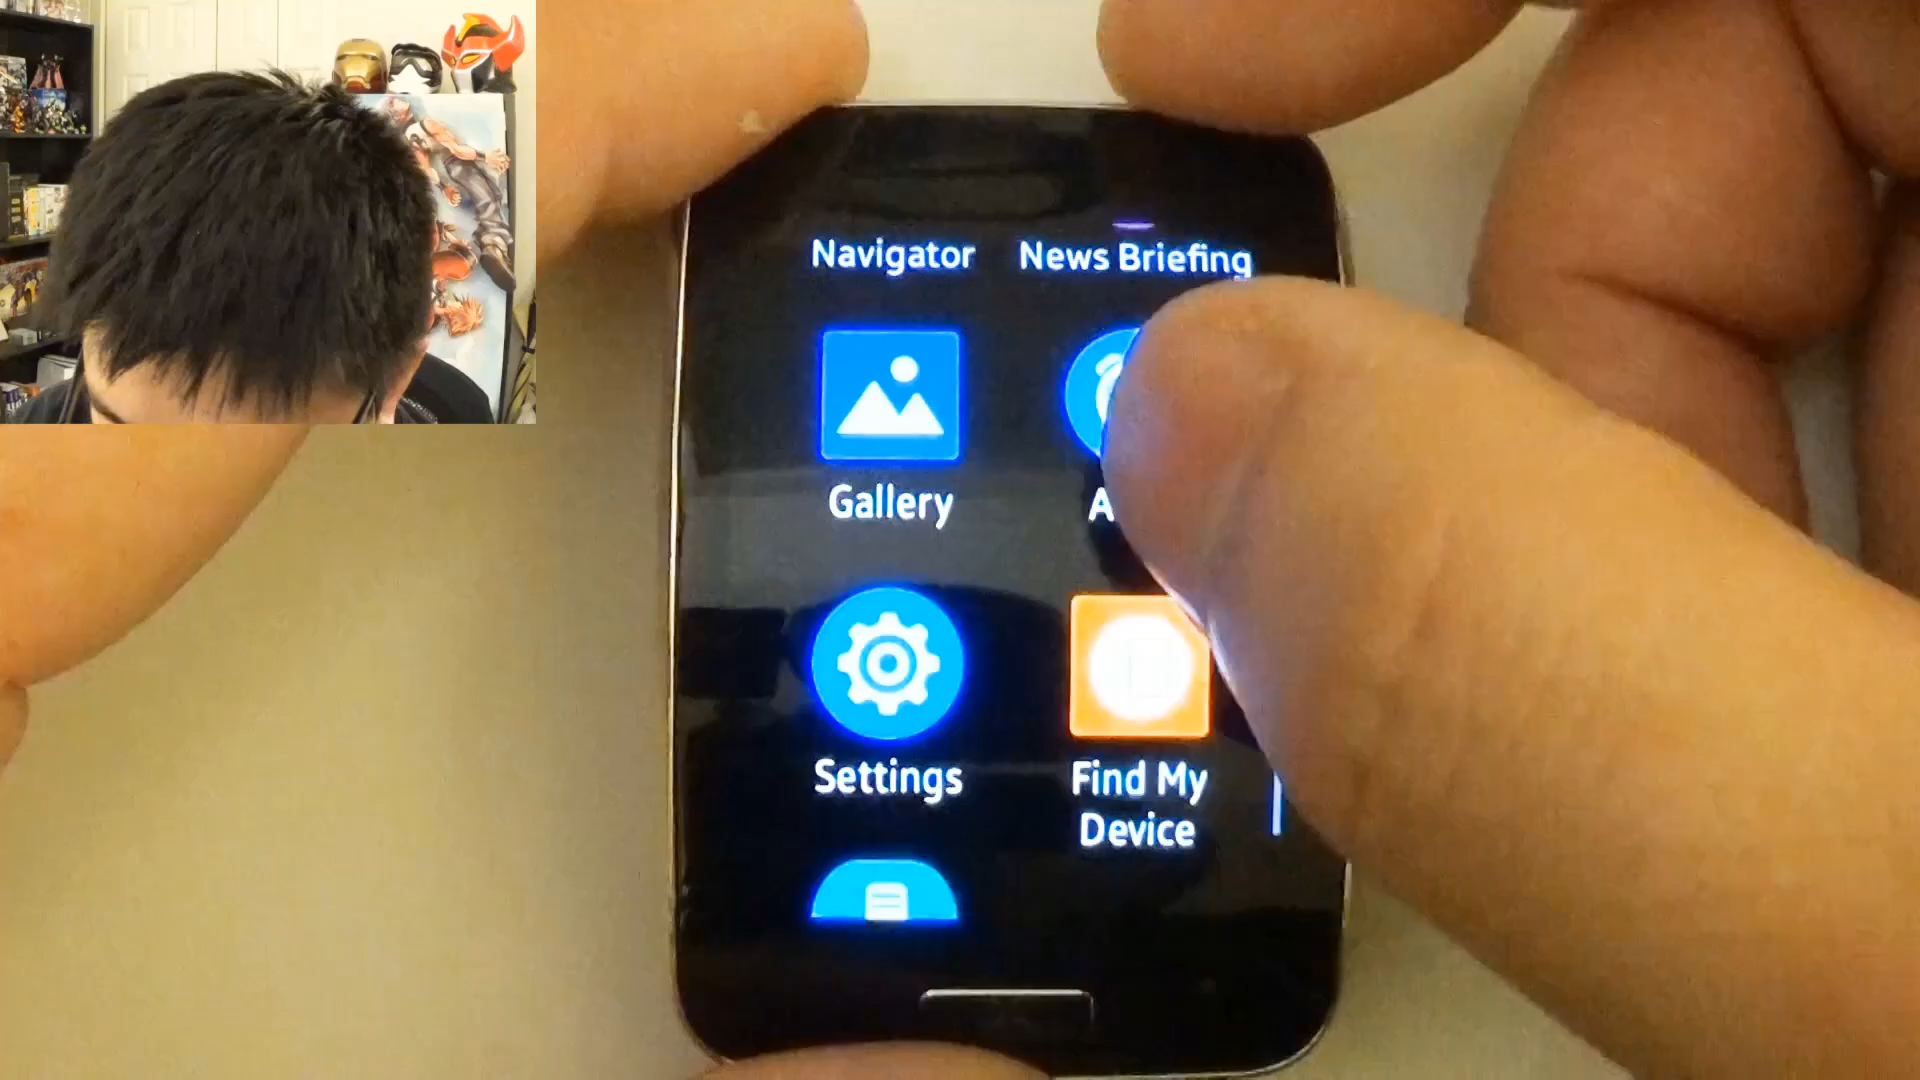 Navigator News Briefing
Gallery
Settings
Find My
Device